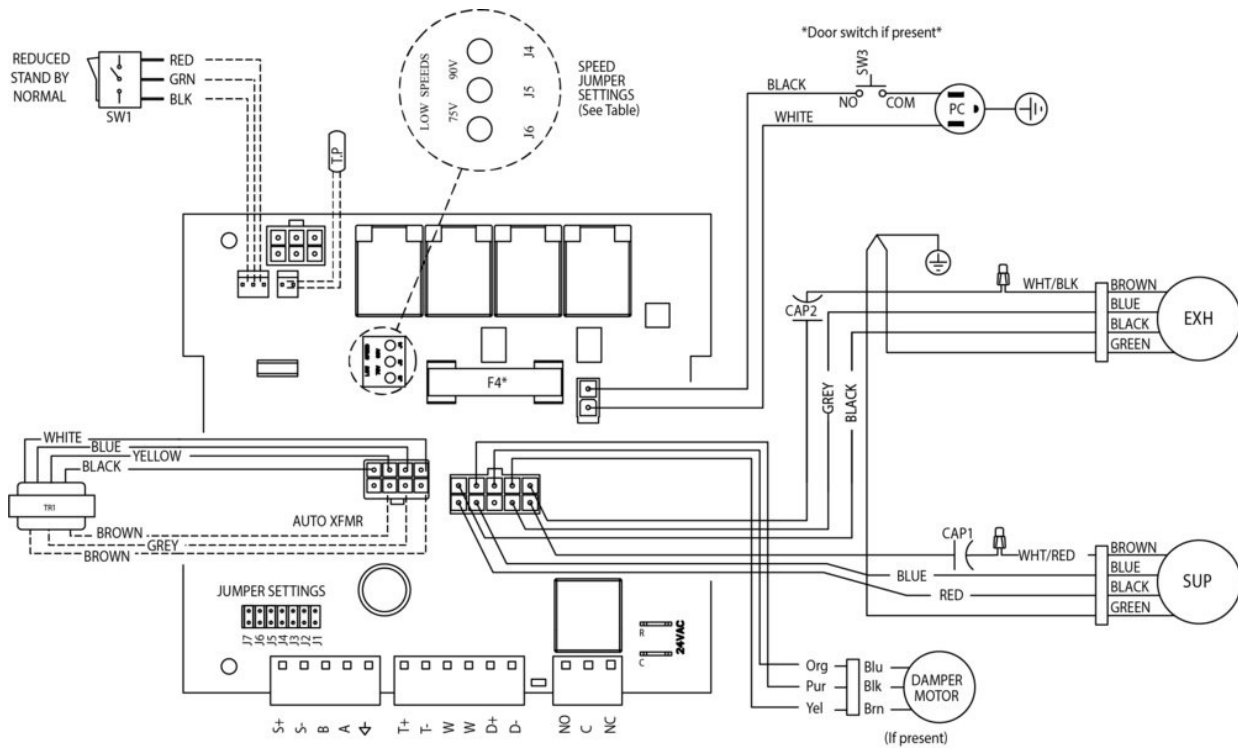 REDUCED
STAND BY
NORMAL
SW1
RED
GRN
BLK
T.P
LOW SPEEDS
75V 90V
J4
J5
J6
SPEED
JUMPER
SETTINGS
(See Table)
*Door switch if present*
SW3
BLACK
NO COM
PC
WHITE
F4*
WHT/BLK
CAP2
BROWN
BLUE
BLACK
GREEN
EXH
GREY
BLACK
WHITE
BLUE
YELLOW
BLACK
TR1
AUTO XFMR
BROWN
GREY
BROWN
CAP1
WHT/RED
BLUE
RED
BROWN
BLUE
BLACK
GREEN
SUP
JUMPER SETTINGS
J7 J6 J5 J4 J3 J2 J1
R
C
24VAC
Org
Pur
Yel
Blu
Blk
Brn
DAMPER
MOTOR
(If present)
S+ S- B A
T+ T- W W D+ D-
NO C NC